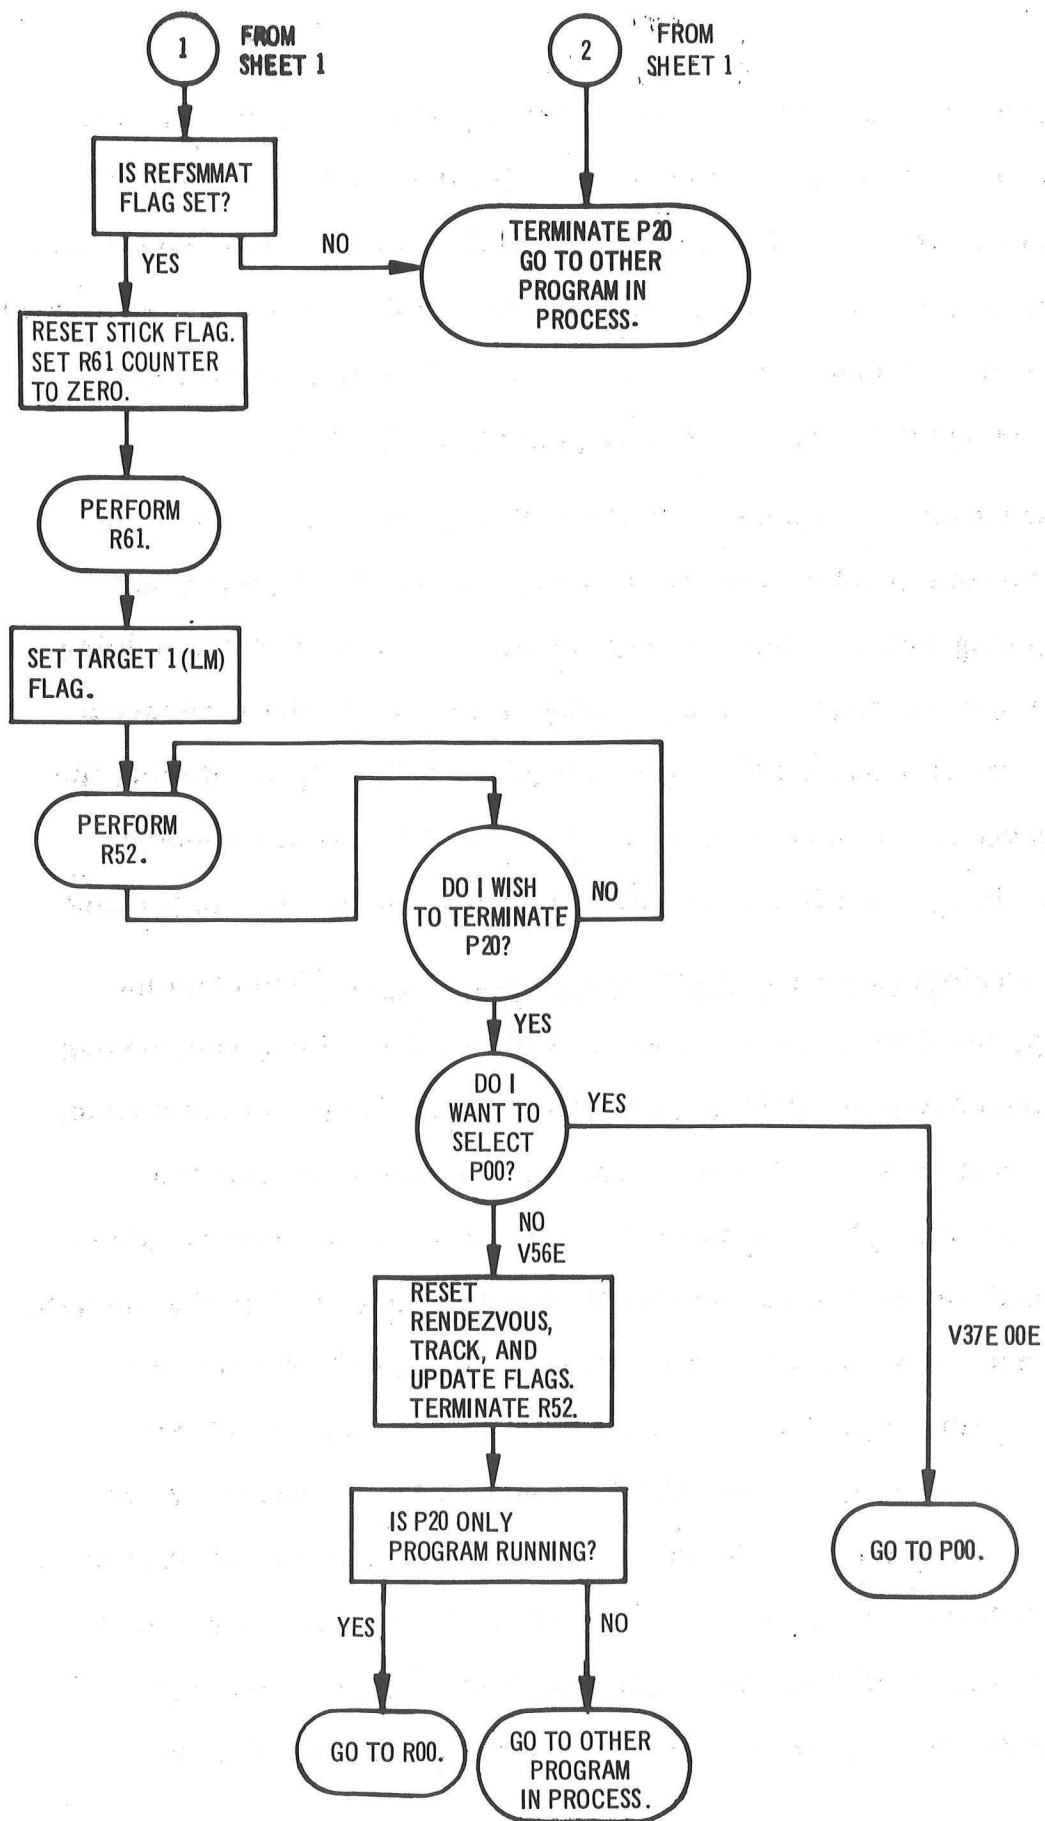 1
FROM
SHEET 1
2
FROM
SHEET 1
IS REFSMMAT
FLAG SET?
NO
YES
TERMINATE P20
GO TO OTHER
PROGRAM IN
PROCESS.
RESET STICK FLAG.
SET R61 COUNTER
TO ZERO.
PERFORM
R61.
SET TARGET 1 (LM)
FLAG.
PERFORM
R52.
DO I WISH
TO TERMINATE
P20?
NO
YES
DO I
WANT TO
SELECT
P00?
YES
NO
V56E
RESET
RENDEZVOUS,
TRACK, AND
UPDATE FLAGS.
TERMINATE R52.
V37E 00E
IS P20 ONLY
PROGRAM RUNNING?
GO TO P00.
YES
NO
GO TO R00.
GO TO OTHER
PROGRAM
IN PROCESS.